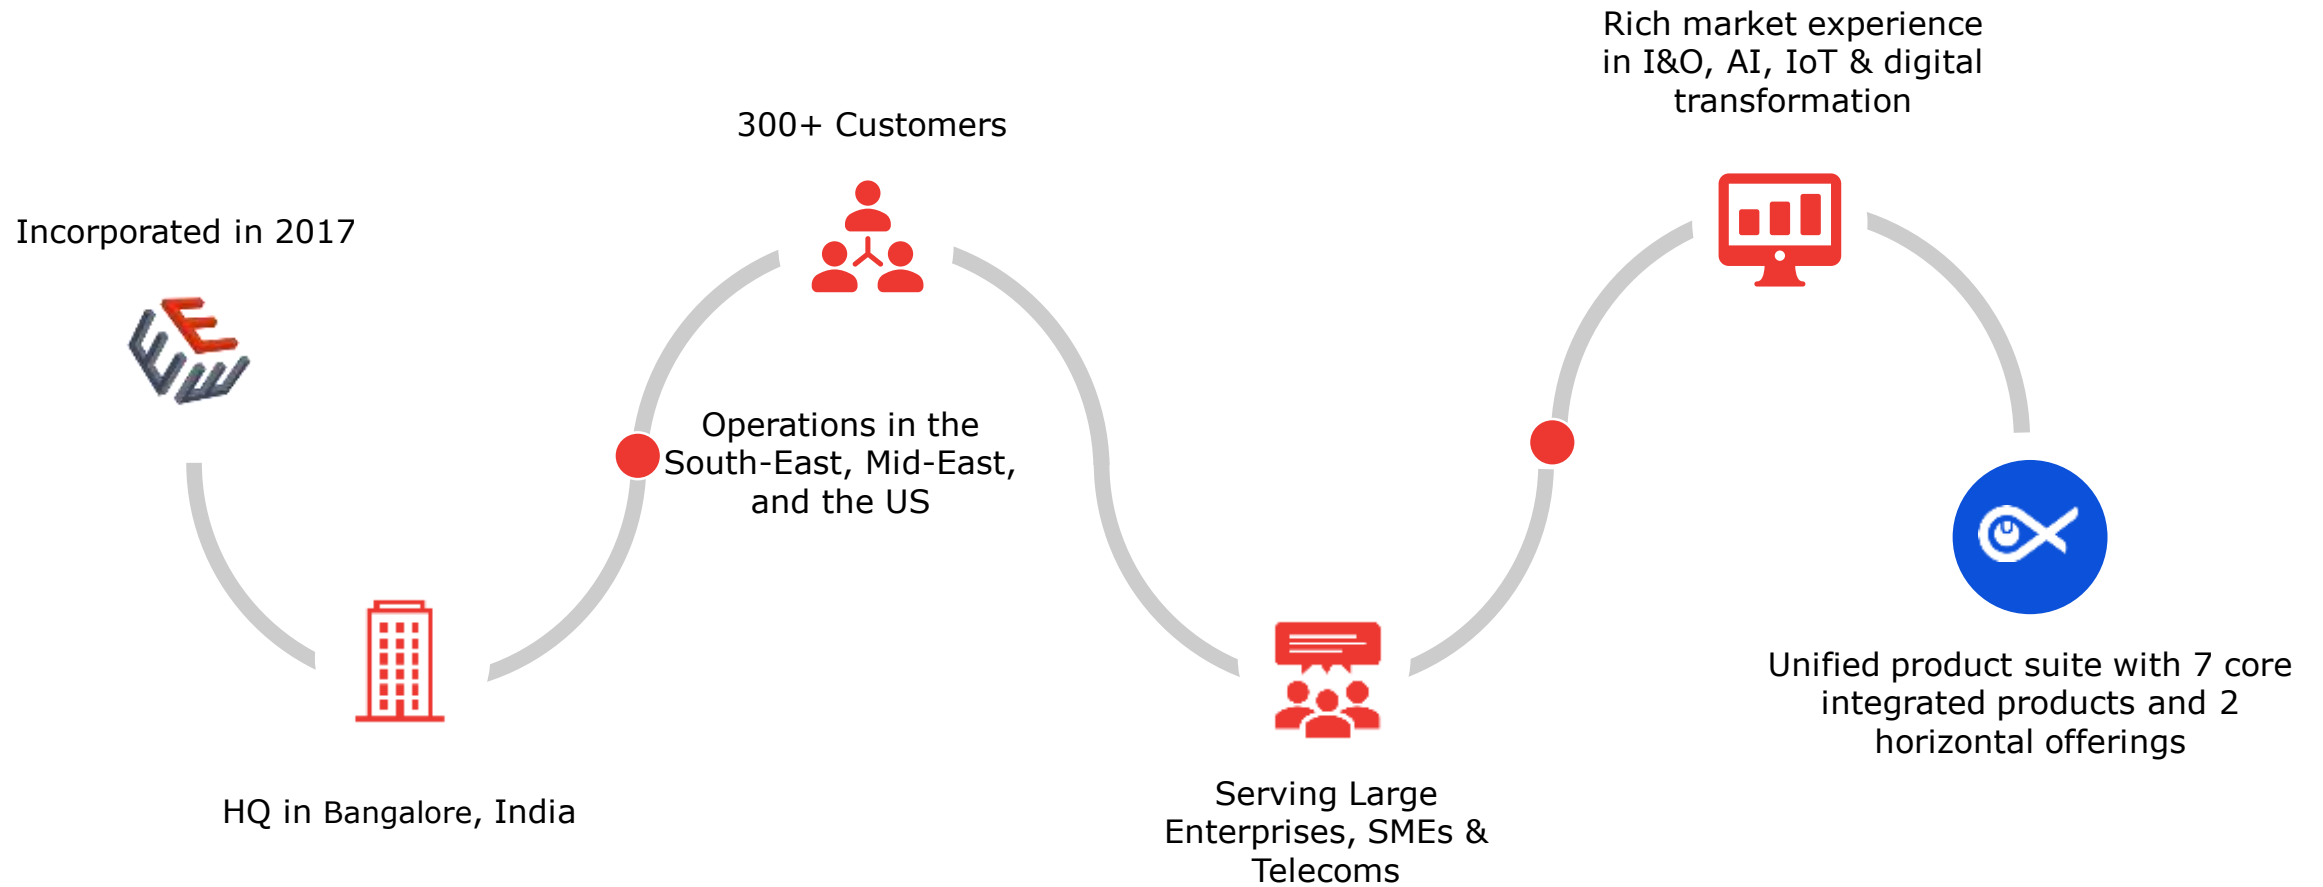 Incorporated in 2017
HQ in Bangalore, India
300+ Customers
Operations in the
South-East, Mid-East,
and the US
Serving Large
Enterprises, SMEs &
Telecoms
Rich market experience
in I&O, AI, IoT & digital
transformation
Unified product suite with 7 core
integrated products and 2
horizontal offerings